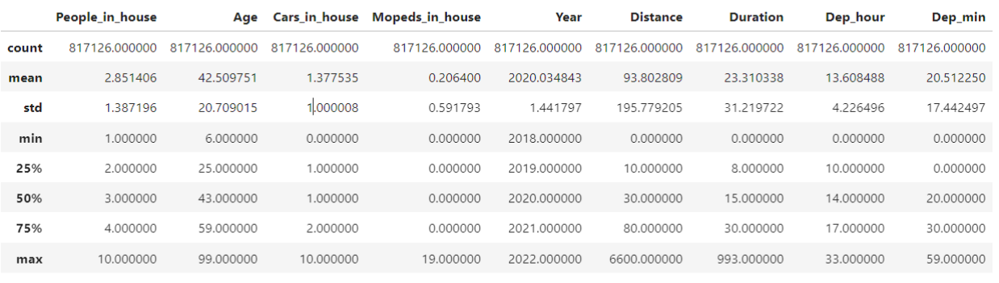 People_in_house Age Cars_in_house Mopeds_in_house Year Distance Duration Dep_hour Dep_min
count 817126.000000 817126.000000 817126.000000 817126.000000 817126.000000 817126.000000 817126.000000 817126.000000 817126.000000
mean 2.851406 42.509751 1.377535 0.206400 2020.034843 93.802809 23.310338 13.608488 20.512250
std 1.387196 20.709015 1.000008 0.591793 1.441797 195.779205 31.219722 4.226496 17.442497
min 1.000000 6.000000 0.000000 0.000000 2018.000000 0.000000 0.000000 0.000000 0.000000
25% 2.000000 25.000000 1.000000 0.000000 2019.000000 10.000000 8.000000 10.000000 0.000000
50% 3.000000 43.000000 1.000000 0.000000 2020.000000 30.000000 15.000000 14.000000 20.000000
75% 4.000000 59.000000 2.000000 0.000000 2021.000000 80.000000 30.000000 17.000000 30.000000
max 10.000000 99.000000 10.000000 19.000000 2022.000000 6600.000000 993.000000 33.000000 59.000000